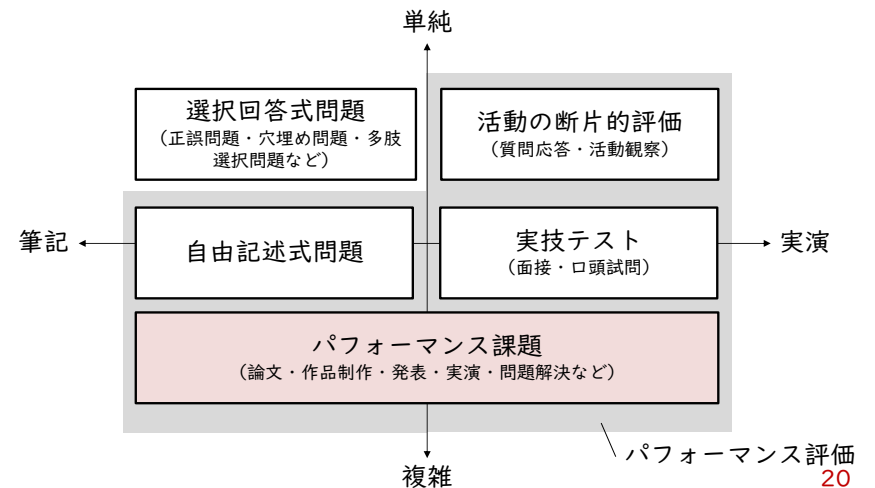 単純
選択回答式問題
（正誤問題・穴埋め問題・多肢
選択問題など）
活動の断片的評価
（質問応答・活動観察）
筆記
自由記述式問題
実技テスト
（面接・口頭試問）
実演
パフォーマンス課題
（論文・作品制作・発表・実演・問題解決など）
パフォーマンス評価
複雑
20